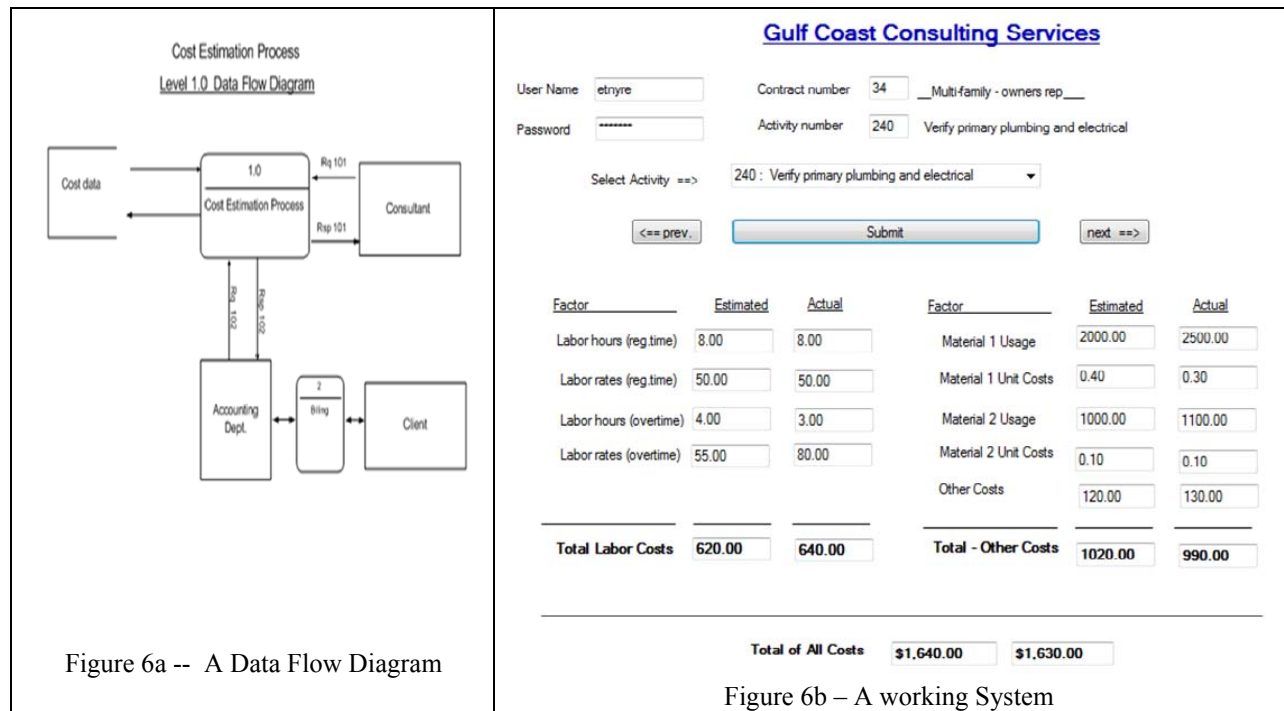 Cost Estimation Process
Level 1.0 Data Flow Diagram
Cost data
1.0
Cost Estimation Process
Rq 101
Rsp 101
Consultant
Rq 102
Rsp 102
Accounting
Dept.
2
Billing
Client
Figure 6a -- A Data Flow Diagram
Gulf Coast Consulting Services
User Name etnyre Contract number 34 __Multi-family - owners rep___
Password ••••••• Activity number 240 Verify primary plumbing and electrical
Select Activity ==> 240 : Verify primary plumbing and electrical
<== prev. Submit next ==>
Factor Estimated Actual
Labor hours (reg.time) 8.00 8.00
Labor rates (reg.time) 50.00 50.00
Labor hours (overtime) 4.00 3.00
Labor rates (overtime) 55.00 80.00
Total Labor Costs 620.00 640.00
Factor Estimated Actual
Material 1 Usage 2000.00 2500.00
Material 1 Unit Costs 0.40 0.30
Material 2 Usage 1000.00 1100.00
Material 2 Unit Costs 0.10 0.10
Other Costs 120.00 130.00
Total - Other Costs 1020.00 990.00
Total of All Costs $1,640.00 $1,630.00
Figure 6b – A working System